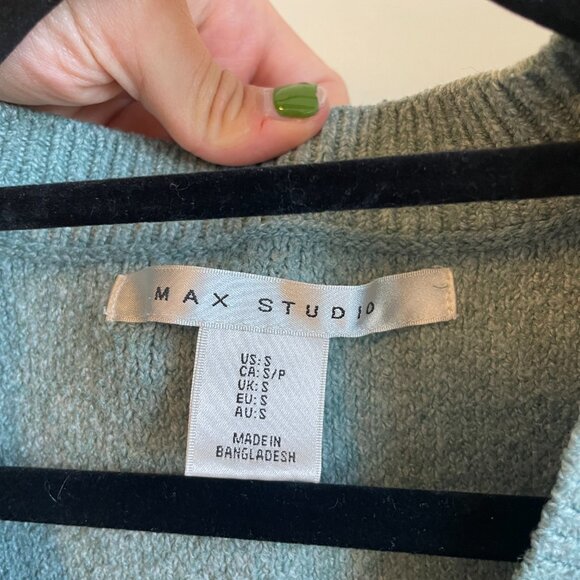 MAX STUDIO
US: S
CA: S/P
UK: S
EU: S
AU: S
MADE IN
BANGLADESH